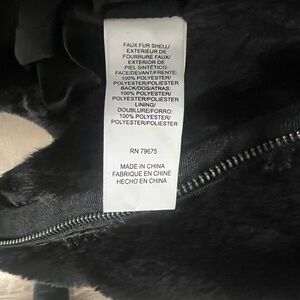 FAUX FUR SHELL/
EXTERIEUR DE
FOURRURE FAUX/
EXTERIOR DE
PIEL SINTÉTICO:
FACE/DEVANT/FRENTE:
100% POLYESTER/
POLYESTER/POLIÉSTER
BACK/DOS/ATRAS:
100% POLYESTER/
POLYESTER/POLIÉSTER
LINING/
DOUBLURE/FORRO:
100% POLYESTER/
POLYESTER/POLIÉSTER
RN 79675
MADE IN CHINA
FABRIQUE EN CHINE
HECHO EN CHINA